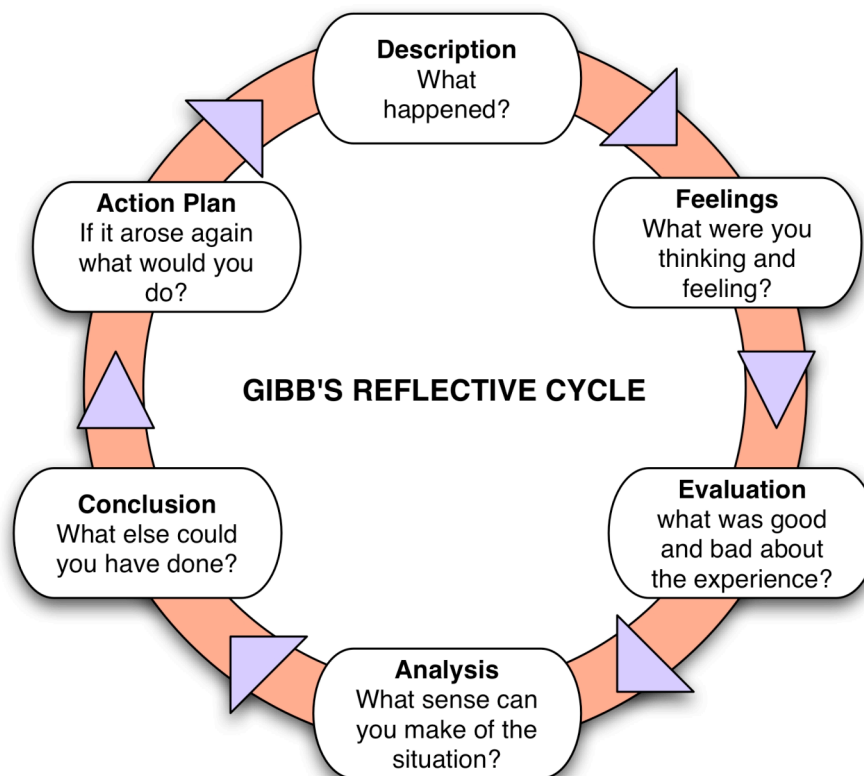 Description
What
happened?
Feelings
What were you
thinking and
feeling?
Evaluation
what was good
and bad about
the experience?
Analysis
What sense can
you make of the
situation?
Conclusion
What else could
you have done?
Action Plan
If it arose again
what would you
do?
GIBB'S REFLECTIVE CYCLE